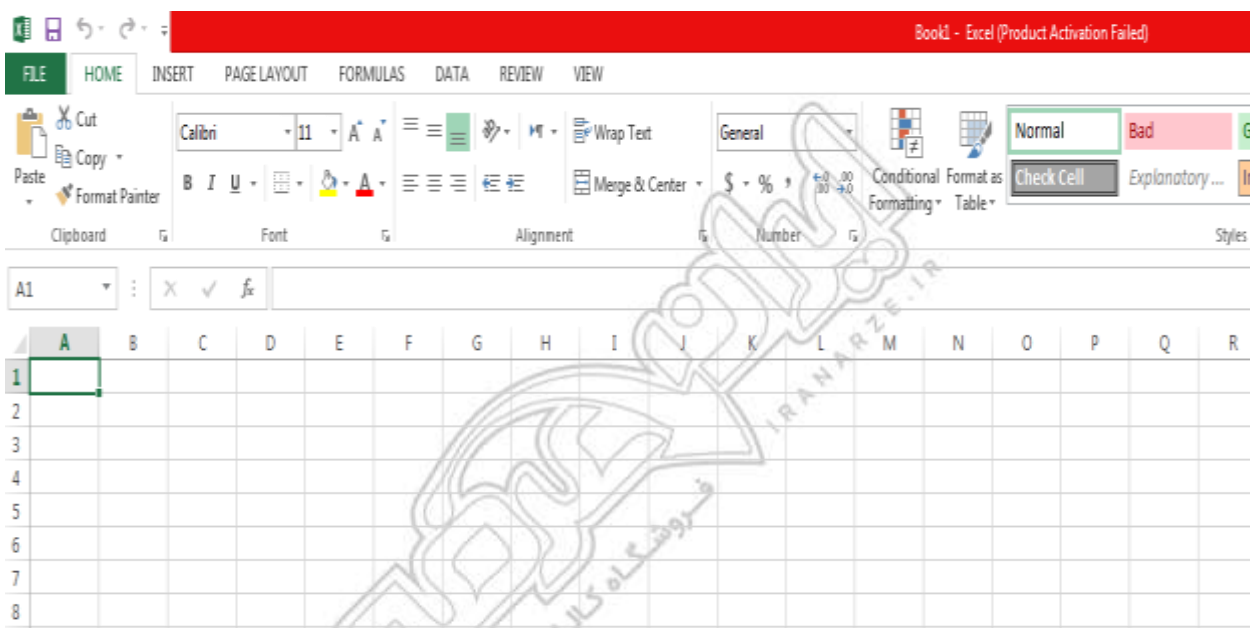 Book1 - Excel (Product Activation Failed)
FILE HOME INSERT PAGE LAYOUT FORMULAS DATA REVIEW VIEW
Cut
Copy
Format Painter
Paste
Clipboard
Calibri 11
B I U
Font
Wrap Text
Merge & Center
Alignment
General
$ % ,
Number
Conditional Formatting
Format as Table
Normal Bad
Check Cell Explanatory ...
Styles
A1 fx
A B C D E F G H I J K L M N O P Q R
1
2
3
4
5
6
7
8
IRANARZE.IR
فروشگاه